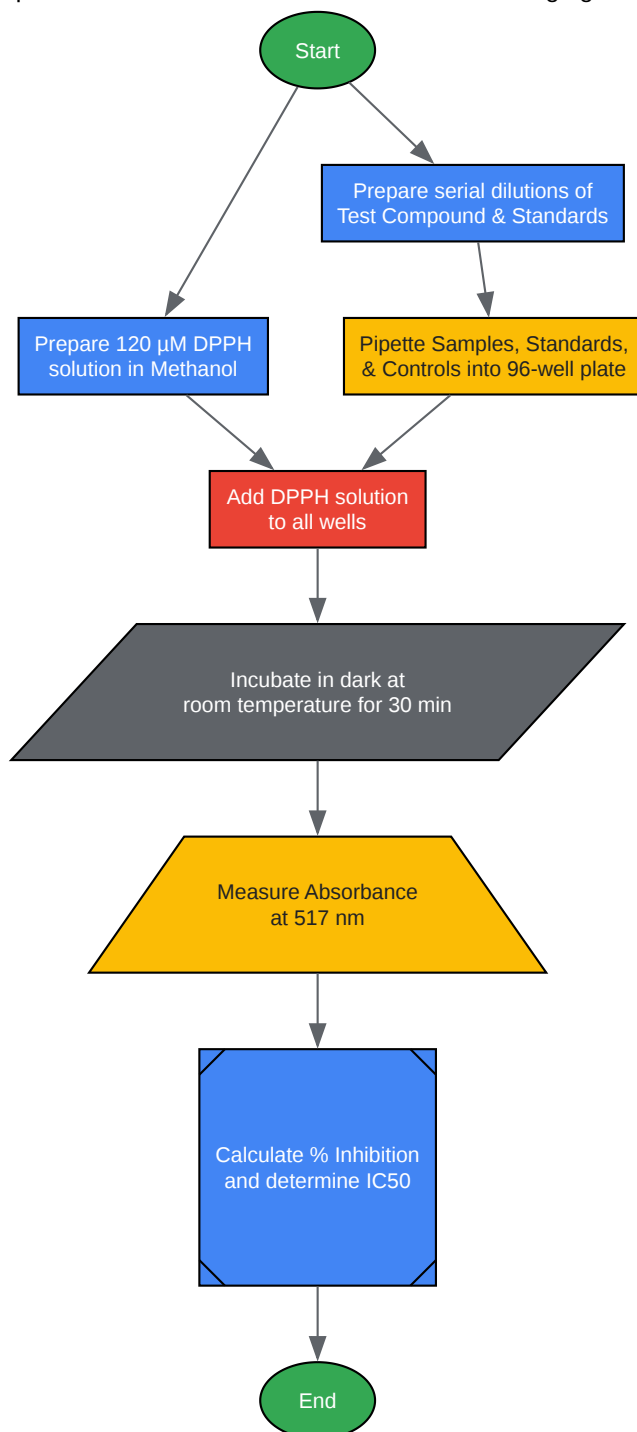 Start
Prepare serial dilutions of
Test Compound & Standards
Prepare 120 µM DPPH
solution in Methanol
Pipette Samples, Standards,
& Controls into 96-well plate
Add DPPH solution
to all wells
Incubate in dark at
room temperature for 30 min
Measure Absorbance
at 517 nm
Calculate % Inhibition
and determine IC50
End